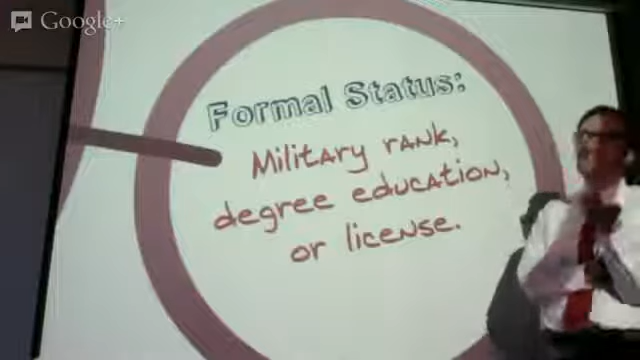 Google+
Formal Status:
Military rank,
degree education,
or license.